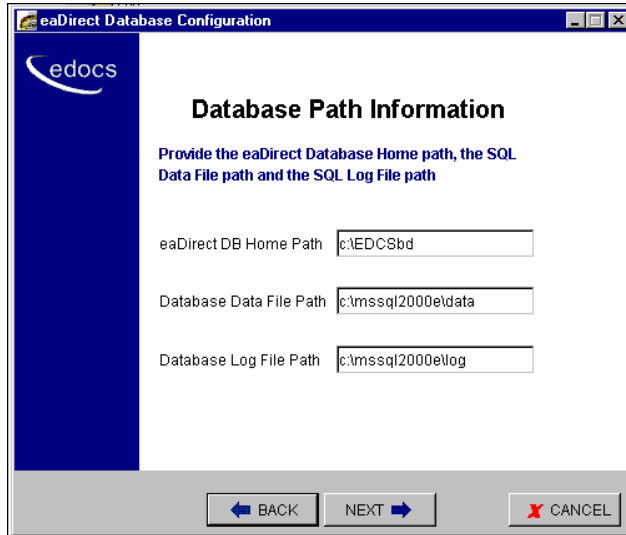 eaDirect Database Configuration
edocs
Database Path Information
Provide the eaDirect Database Home path, the SQL
Data File path and the SQL Log File path
eaDirect DB Home Path c:\EDCSbd
Database Data File Path c:\mssql2000e\data
Database Log File Path c:\mssql2000e\log
BACK NEXT CANCEL